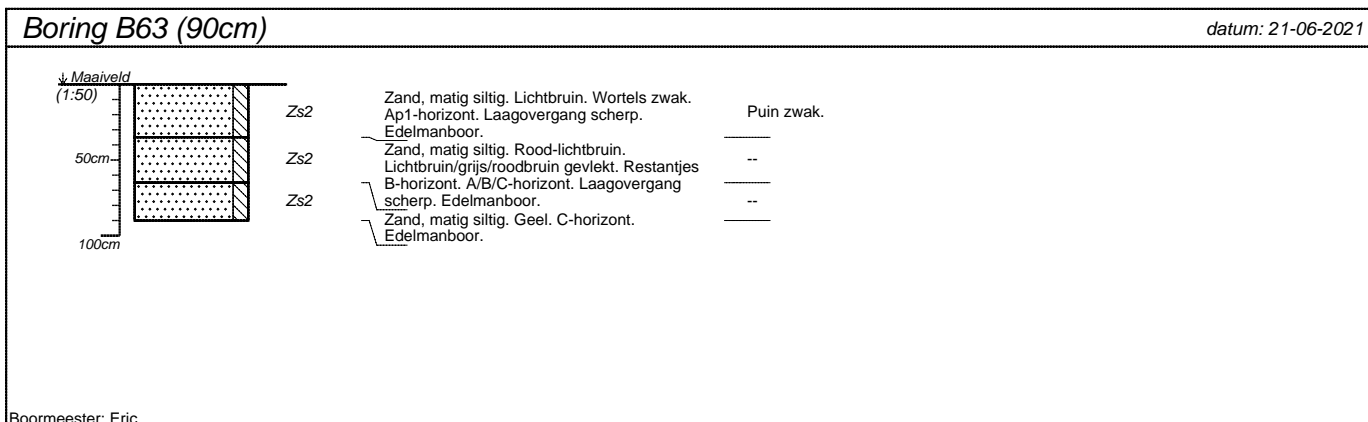 Boring B63 (90cm)
datum: 21-06-2021
Maaiveld
(1:50)
50cm
100cm
Zs2
Zand, matig siltig. Lichtbruin. Wortels zwak.
Ap1-horizont. Laagovergang scherp.
Edelmanboor.
Puin zwak.
Zs2
Zand, matig siltig. Rood-lichtbruin.
Lichtbruin/grijs/roodbruin gevlekt. Restantjes
B-horizont. A/B/C-horizont. Laagovergang
scherp. Edelmanboor.
--
Zs2
Zand, matig siltig. Geel. C-horizont.
Edelmanboor.
--
Boormeester: Eric